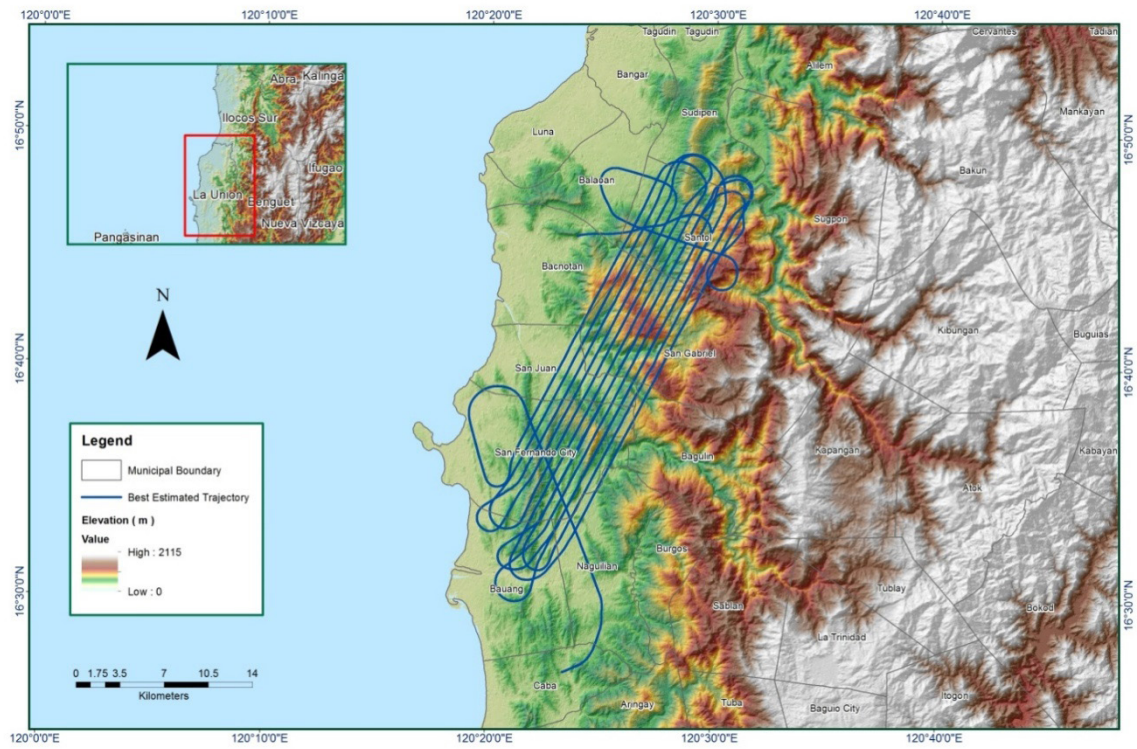 120°0'0"E 120°10'0"E 120°20'0"E 120°30'0"E 120°40'0"E
Tagudin Tagudin Cervantes Tadian
Bangar Alilem
Abra Kalinga
Sudipen Mankayan
Ilocos Sur
16°50'0"N 16°50'0"N
Luna
Ifugao Bakun
Balaoan
La Union Benguet
Sugpon
Nueva Vizcaya
Pangasinan Santol
Bacnotan
N
Kibungan Buguias
San Gabriel
16°40'0"N 16°40'0"N
San Juan
Legend
Municipal Boundary
Best Estimated Trajectory
Elevation ( m )
Value
High : 2115
Low : 0
San Fernando City Bagulin Kapangan Kabayan
Atok
Burgos
Naguilian Tublay
16°30'0"N Bauang 16°30'0"N
Sablan Bokod
La Trinidad
0 1.75 3.5 7 10.5 14
Kilometers
Caba Itogon
Aringay Tuba Baguio City
120°0'0"E 120°10'0"E 120°20'0"E 120°30'0"E 120°40'0"E